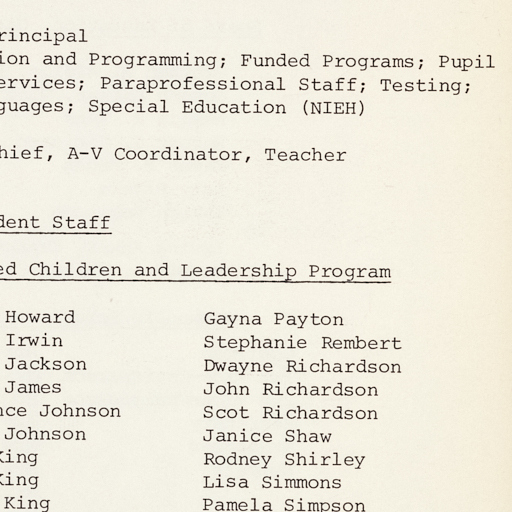 rincipal
ion and Programming; Funded Programs; Pupil
ervices; Paraprofessional Staff; Testing;
guages; Special Education (NIEH)
hief, A-V Coordinator, Teacher
dent Staff
ed Children and Leadership Program
Howard Gayna Payton
Irwin Stephanie Rembert
Jackson Dwayne Richardson
James John Richardson
nce Johnson Scot Richardson
Johnson Janice Shaw
King Rodney Shirley
King Lisa Simmons
King Pamela Simpson